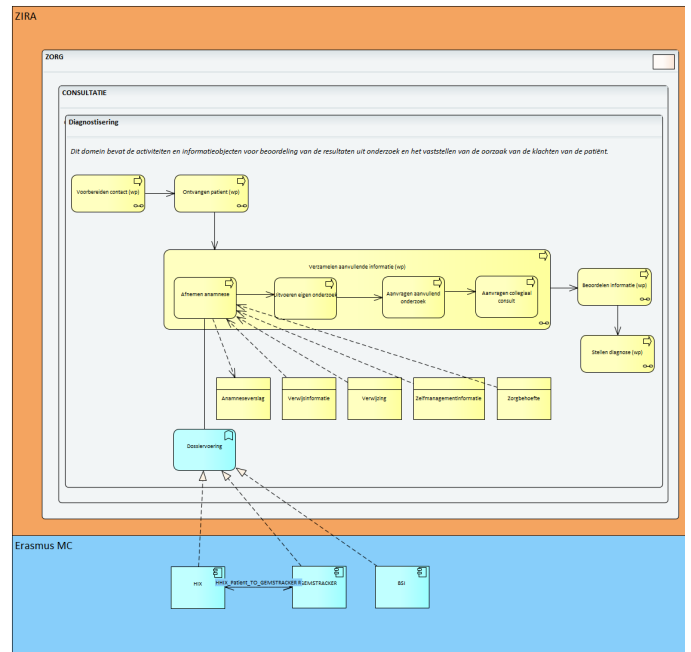 ZIRA
ZORG
CONSULTATIE
Diagnostisering
Dit domein bevat de activiteiten en informatieobjecten voor beoordeling van de resultaten uit onderzoek en het vaststellen van de oorzaak van de klachten van de patiënt.
Voorbereiden contact (wp)
Ontvangen patient (wp)
Verzamelen aanvullende informatie (wp)
Afnemen anamnese
Uitvoeren eigen onderzoek
Aanvragen aanvullend
onderzoek
Aanvragen collegiaal
consult
Beoordelen informatie (wp)
Stellen diagnose (wp)
Anamneseverslag
Verwijsinformatie
Verwijzing
Zelfmanagementinformatie
Zorgbehoefte
Dossiervoering
Erasmus MC
HIX
HHIX_Patient_TO_GEMSTRACKER
GEMSTRACKER
BSI